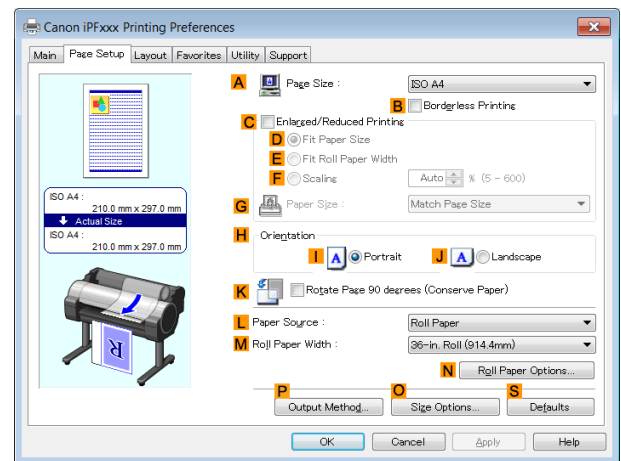 Canon iPFxxx Printing Preferences
Main Page Setup Layout Favorites Utility Support
A Page Size : ISO A4
B Borderless Printing
C Enlarged/Reduced Printing
D Fit Paper Size
E Fit Roll Paper Width
F Scaling Auto % (5 - 600)
G Paper Size : Match Page Size
ISO A4 :
210.0 mm x 297.0 mm
Actual Size
ISO A4 :
210.0 mm x 297.0 mm
H Orientation
I A Portrait J A Landscape
K Rotate Page 90 degrees (Conserve Paper)
L Paper Source : Roll Paper
M Roll Paper Width : 36-in. Roll (914.4mm)
N Roll Paper Options...
P O S
Output Method... Size Options... Defaults
R
OK Cancel Apply Help